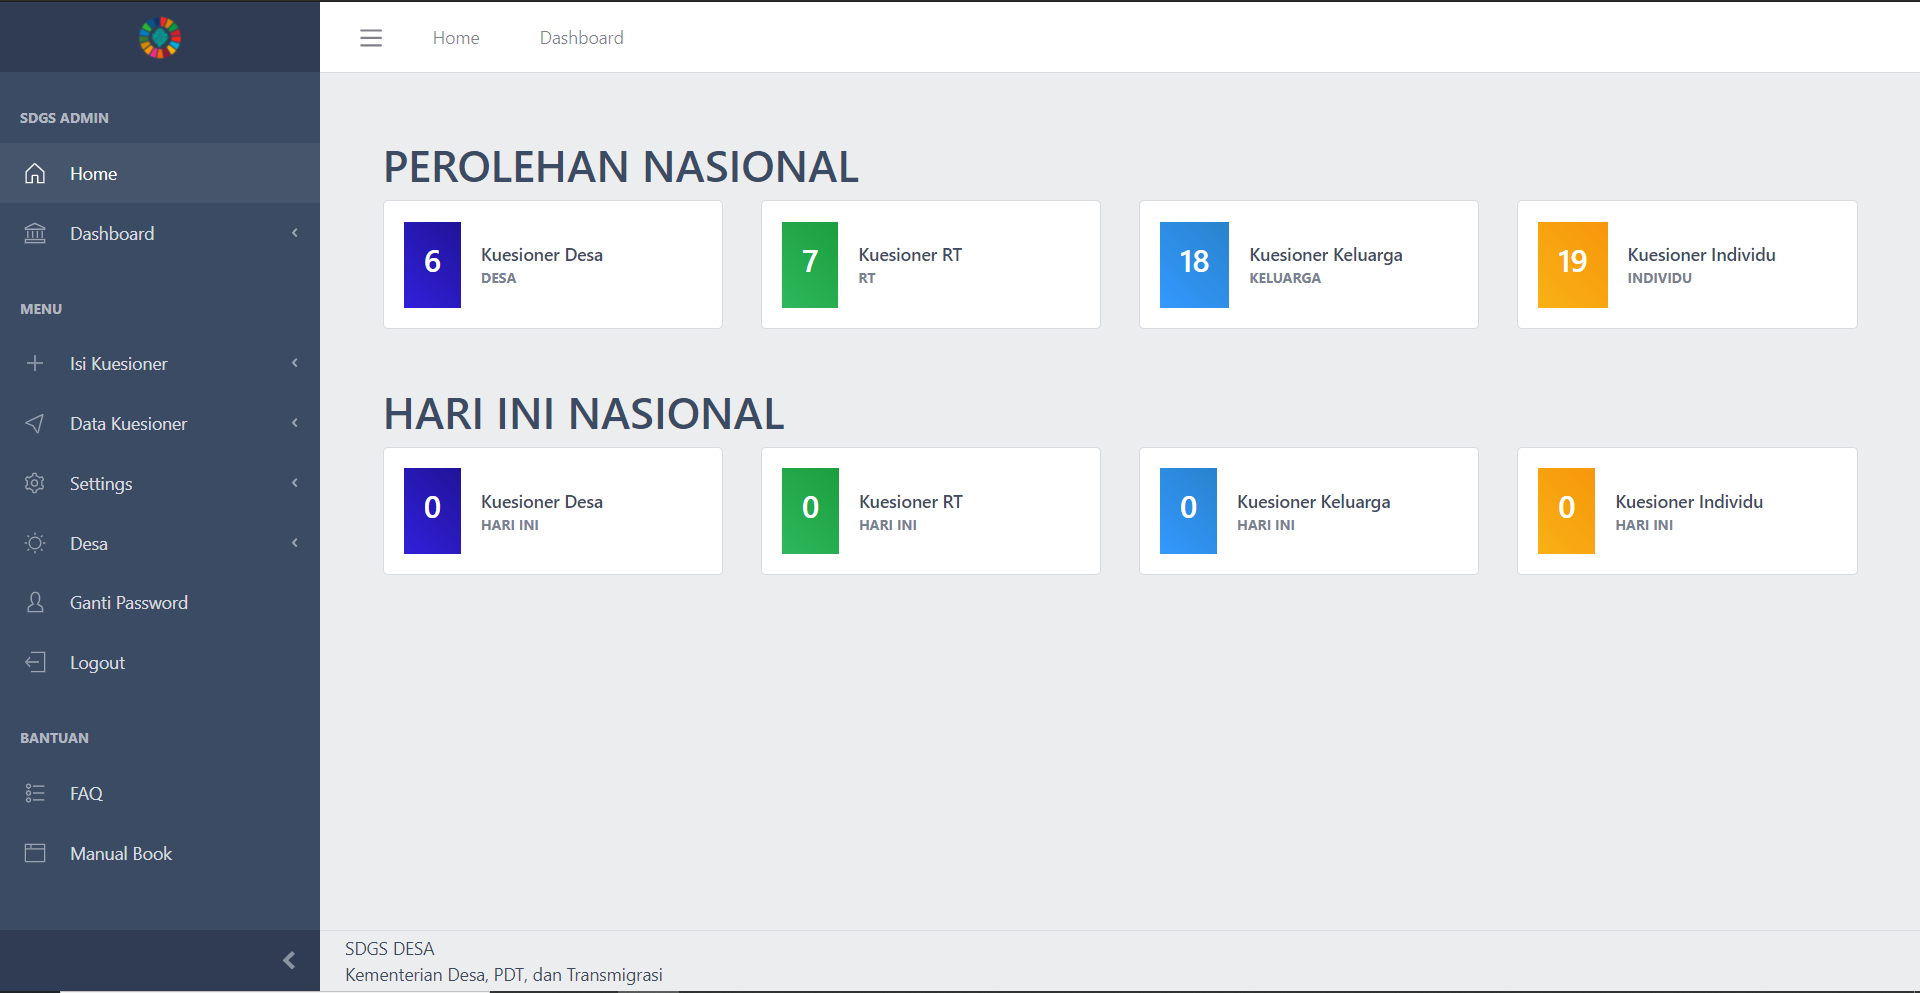 Home
Dashboard
SDGS ADMIN
Home
Dashboard
MENU
Isi Kuesioner
Data Kuesioner
Settings
Desa
Ganti Password
Logout
BANTUAN
FAQ
Manual Book
PEROLEHAN NASIONAL
6
Kuesioner Desa
DESA
7
Kuesioner RT
RT
18
Kuesioner Keluarga
KELUARGA
19
Kuesioner Individu
INDIVIDU
HARI INI NASIONAL
0
Kuesioner Desa
HARI INI
0
Kuesioner RT
HARI INI
0
Kuesioner Keluarga
HARI INI
0
Kuesioner Individu
HARI INI
SDGS DESA
Kementerian Desa, PDT, dan Transmigrasi